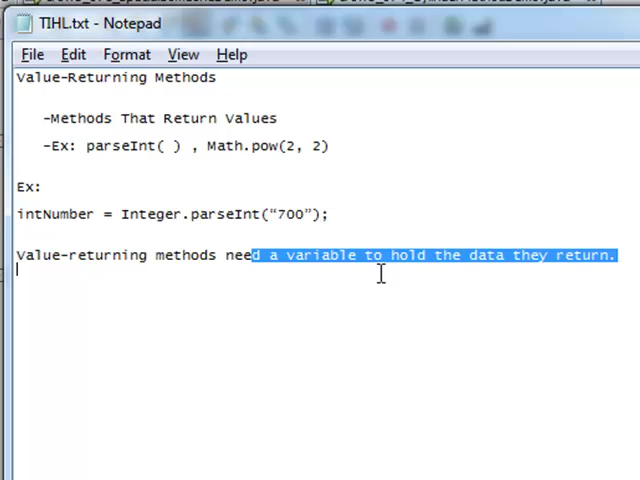 TIHL.txt - Notepad
File Edit Format View Help
Value-Returning Methods
-Methods That Return Values
-Ex: parseInt( ) , Math.pow(2, 2)
Ex:
intNumber = Integer.parseInt(“700”);
Value-returning methods need a variable to hold the data they return.